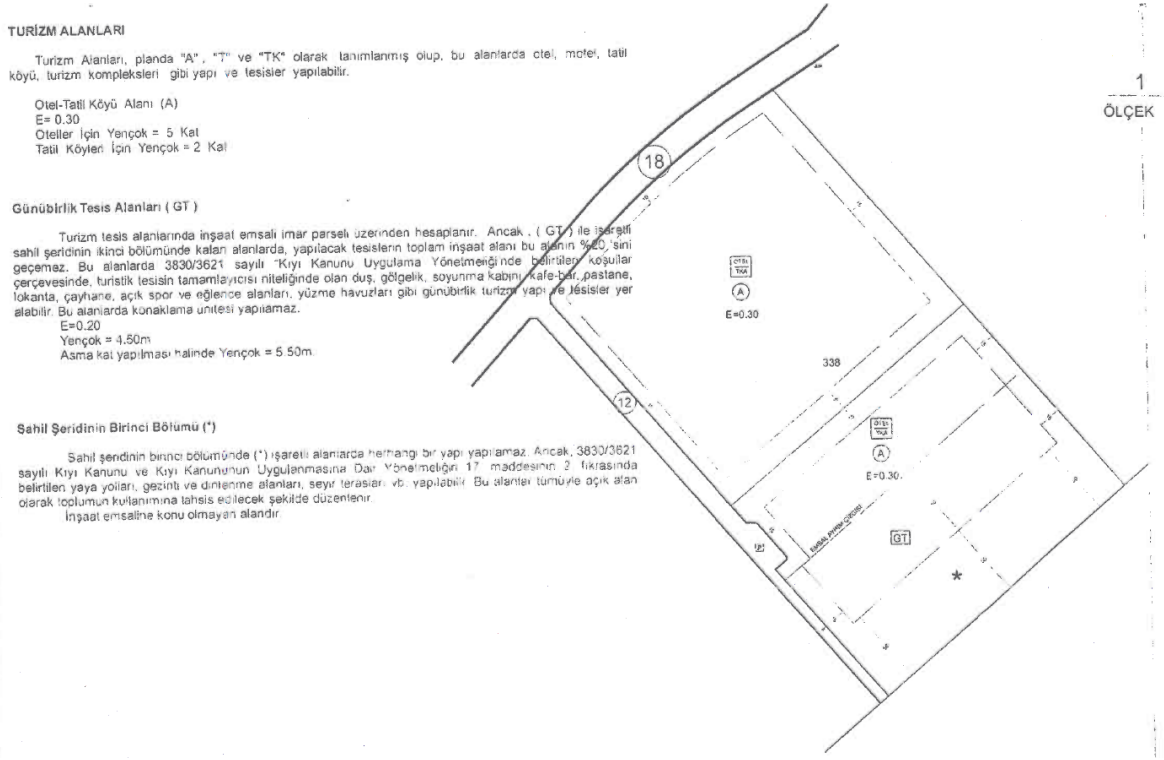 TURİZM ALANLARI
Turizm Alanları, planda "A", "T" ve "TK" olarak tanımlanmış olup, bu alanlarda otel, motel, tatil
köyü, turizm kompleksleri gibi yapı ve tesisler yapılabilir.
Otel-Tatil Köyü Alanı (A)
E= 0.30
Oteller İçin Yençok = 5 Kat
Tatil Köyleri İçin Yençok = 2 Kat
Günübirlik Tesis Alanları ( GT )
Turizm tesis alanlarında inşaat emsali imar parseli üzerinden hesaplanır. Ancak , ( GT ) ile işaretli
sahil şeridinin ikinci bölümünde kalan alanlarda, yapılacak tesislerin toplam inşaat alanı bu alanın %20 'sini
geçemez. Bu alanlarda 3830/3621 sayılı "Kıyı Kanunu Uygulama Yönetmeliği'nde belirtilen koşullar
çerçevesinde, turistik tesisin tamamlayıcısı niteliğinde olan duş, gölgelik, soyunma kabini, kafe-bar, pastane,
lokanta, çayhane, açık spor ve eğlence alanları, yüzme havuzları gibi günübirlik turizm yapı ve tesisler yer
alabilir. Bu alanlarda konaklama ünitesi yapılamaz.
E=0.20
Yençok = 4.50m
Asma kat yapılması halinde Yençok = 5.50m
Sahil Şeridinin Birinci Bölümü (*)
Sahil şeridinin birinci bölümünde (*) işaretli alanlarda herhangi bir yapı yapılamaz. Ancak, 3830/3621
sayılı Kıyı Kanunu ve Kıyı Kanununun Uygulanmasına Dair Yönetmeliğin 17. maddesinin 2. fıkrasında
belirtilen yaya yolları, gezinti ve dinlenme alanları, seyir terasları vb. yapılabilir. Bu alanlar tümüyle açık alan
olarak toplumun kullanımına tahsis edilecek şekilde düzenlenir.
İnşaat emsaline konu olmayan alandır.
1
ÖLÇEK
18
OTEL
TKA
A
E=0.30
338
12
OTEL
TKA
A
E=0.30
EMSAL AYRIM ÇİZGİSİ
GT
*